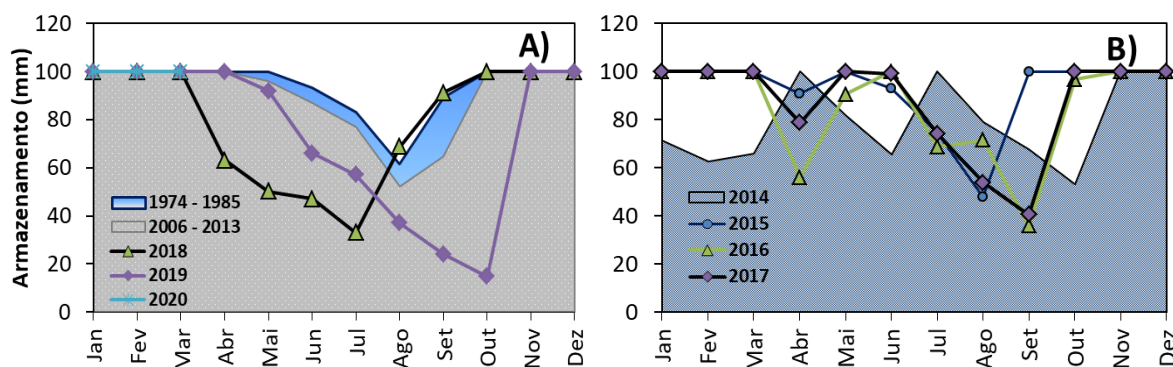 A)
Armazenamento (mm)
120
100
80
60
40
20
0
1974 - 1985
2006 - 2013
2018
2019
2020
Jan
Fev
Mar
Abr
Mai
Jun
Jul
Ago
Set
Out
Nov
Dez
B)
120
100
80
60
40
20
0
2014
2015
2016
2017
Jan
Fev
Mar
Abr
Mai
Jun
Jul
Ago
Set
Out
Nov
Dez